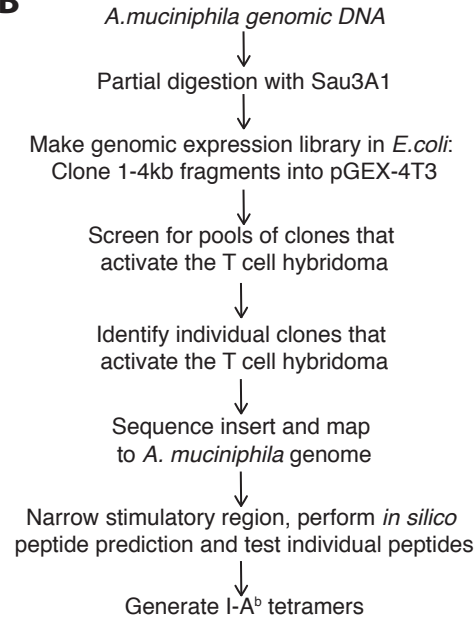 B
A.muciniphila genomic DNA
Partial digestion with Sau3A1
Make genomic expression library in E.coli:
Clone 1-4kb fragments into pGEX-4T3
Screen for pools of clones that
activate the T cell hybridoma
Identify individual clones that
activate the T cell hybridoma
Sequence insert and map
to A. muciniphila genome
Narrow stimulatory region, perform in silico
peptide prediction and test individual peptides
Generate I-Aᵇ tetramers